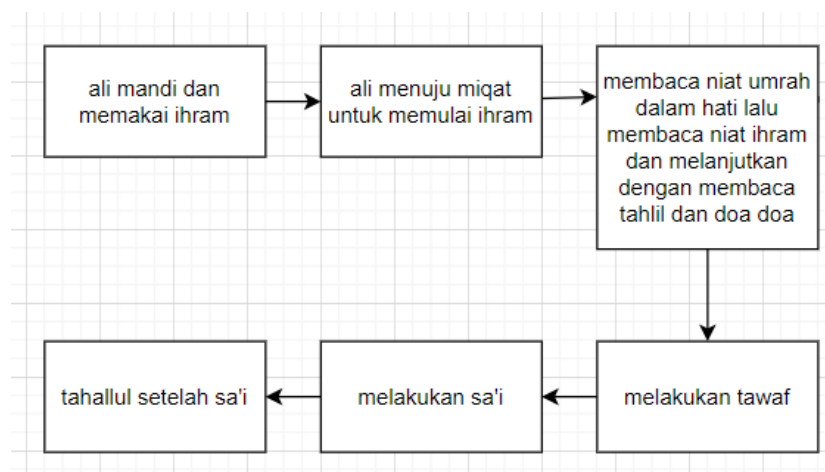 ali mandi dan
memakai ihram
ali menuju miqat
untuk memulai ihram
membaca niat umrah
dalam hati lalu
membaca niat ihram
dan melanjutkan
dengan membaca
tahlil dan doa doa
melakukan tawaf
melakukan sa'i
tahallul setelah sa'i